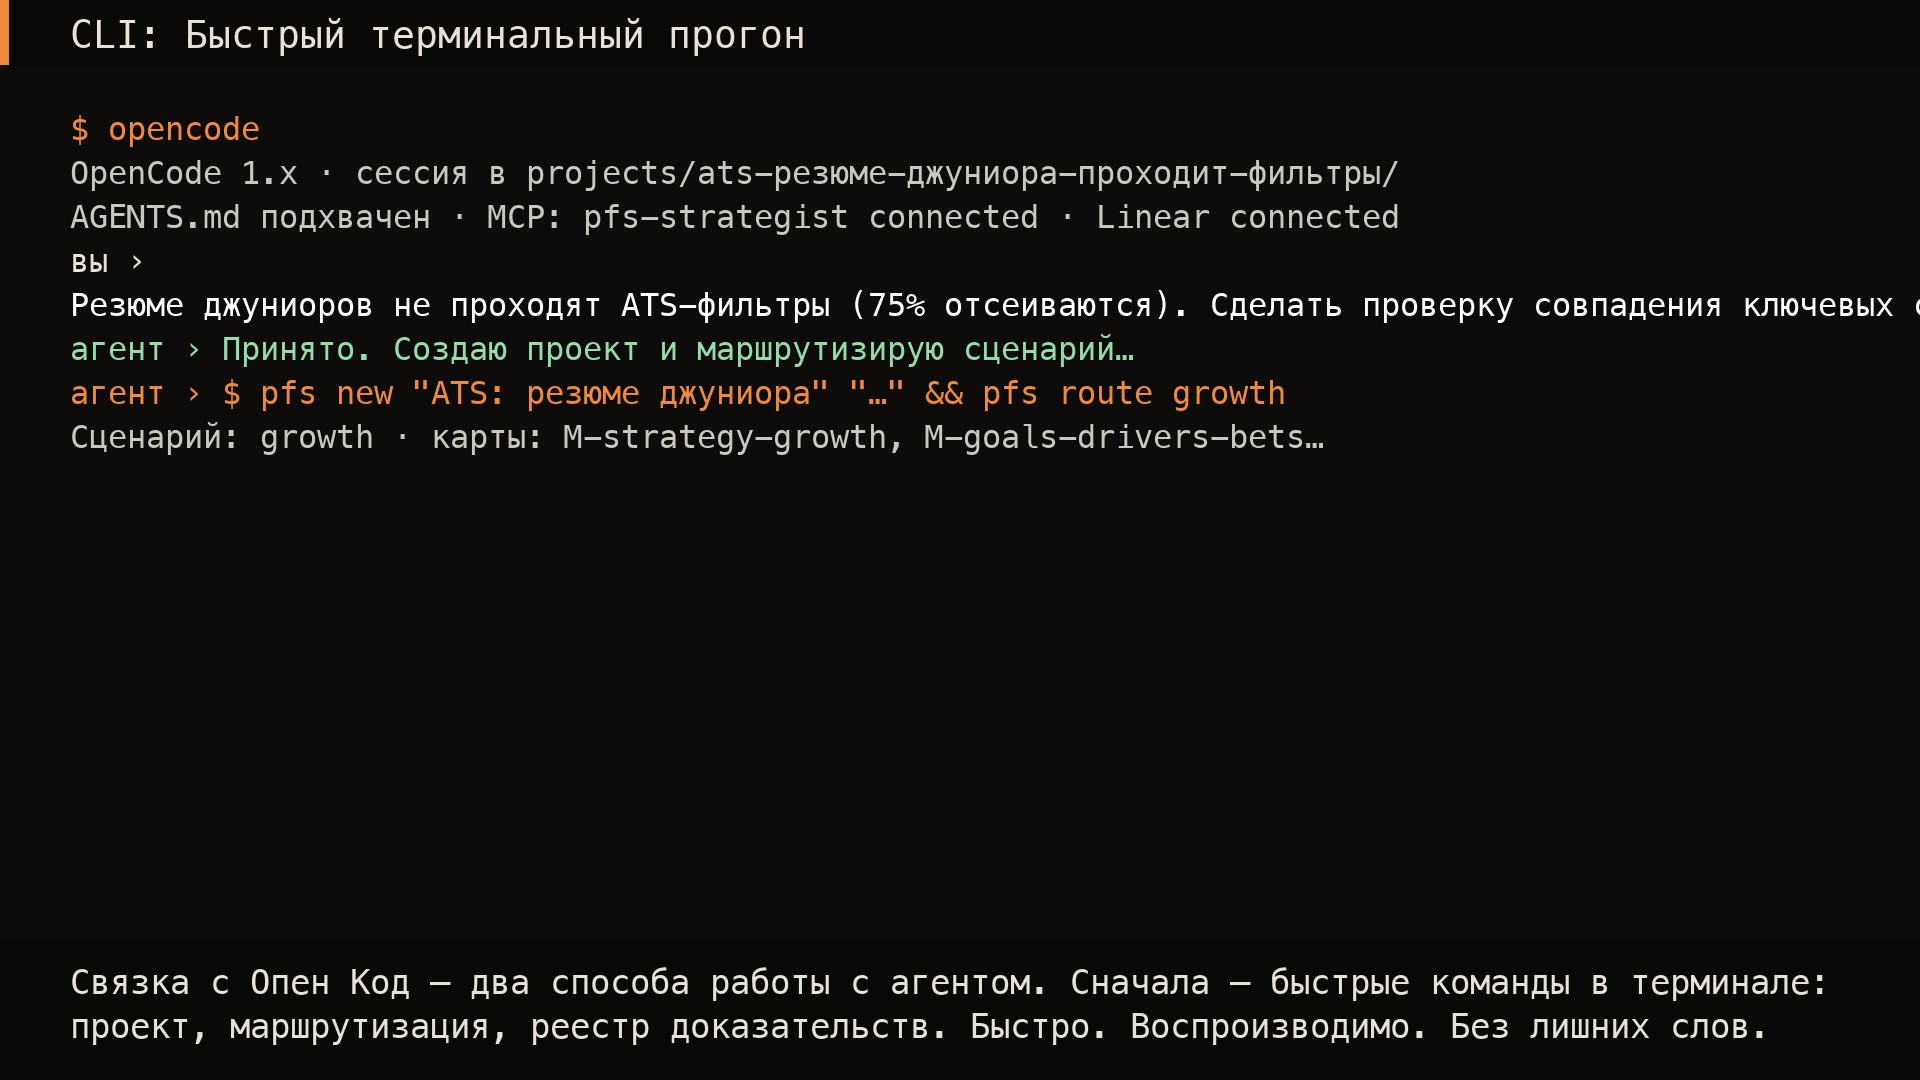 CLI: Быстрый терминальный прогон
$ opencode
OpenCode 1.x · сессия в projects/ats-резюме-джуниора-проходит-фильтры/
AGENTS.md подхвачен · MCP: pfs-strategist connected · Linear connected
вы ›
Резюме джуниоров не проходят ATS-фильтры (75% отсеиваются). Сделать проверку совпадения ключевых
агент › Принято. Создаю проект и маршрутизирую сценарий…
агент › $ pfs new "ATS: резюме джуниора" "…" && pfs route growth
Сценарий: growth · карты: M-strategy-growth, M-goals-drivers-bets…
Связка с Опен Код — два способа работы с агентом. Сначала — быстрые команды в терминале:
проект, маршрутизация, реестр доказательств. Быстро. Воспроизводимо. Без лишних слов.